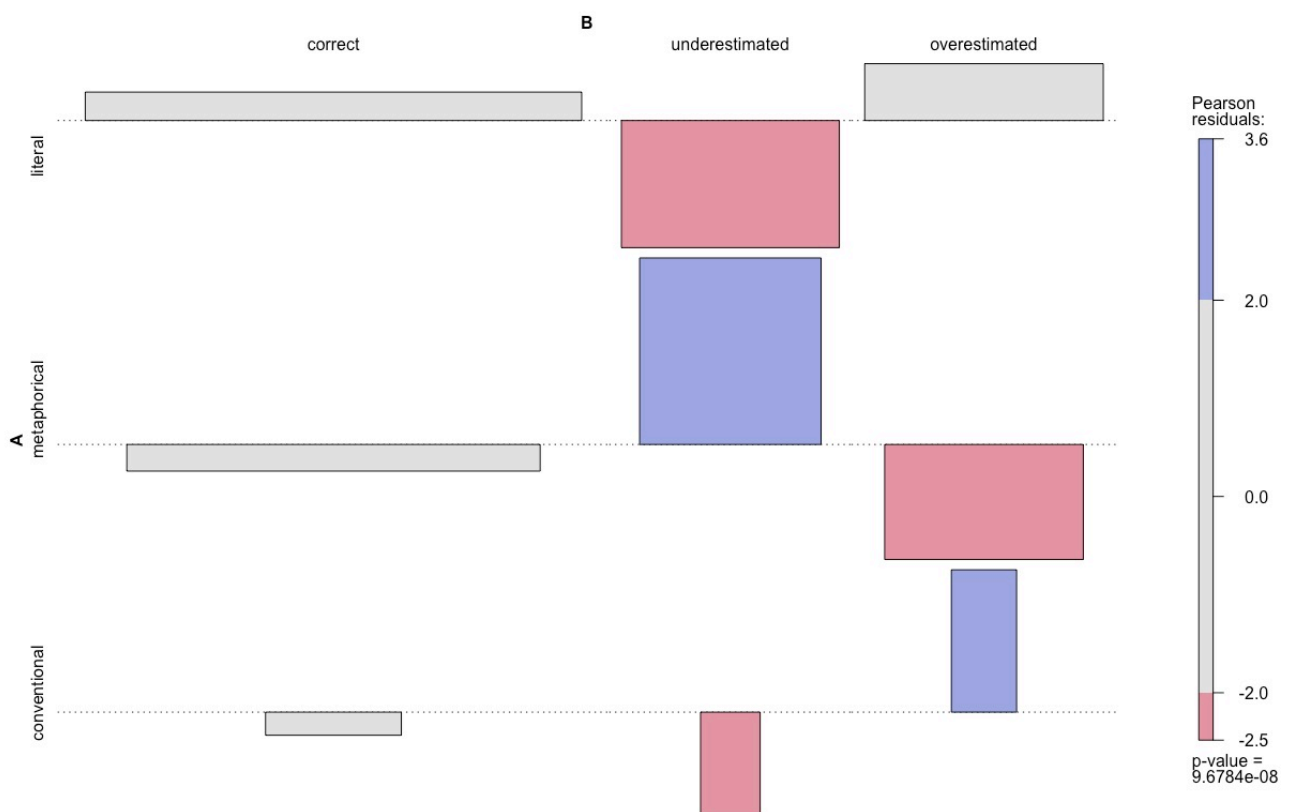 B
correct
underestimated
overestimated
A
literal
metaphorical
conventional
Pearson
residuals:
3.6
2.0
0.0
-2.0
-2.5
p-value =
9.6784e-08